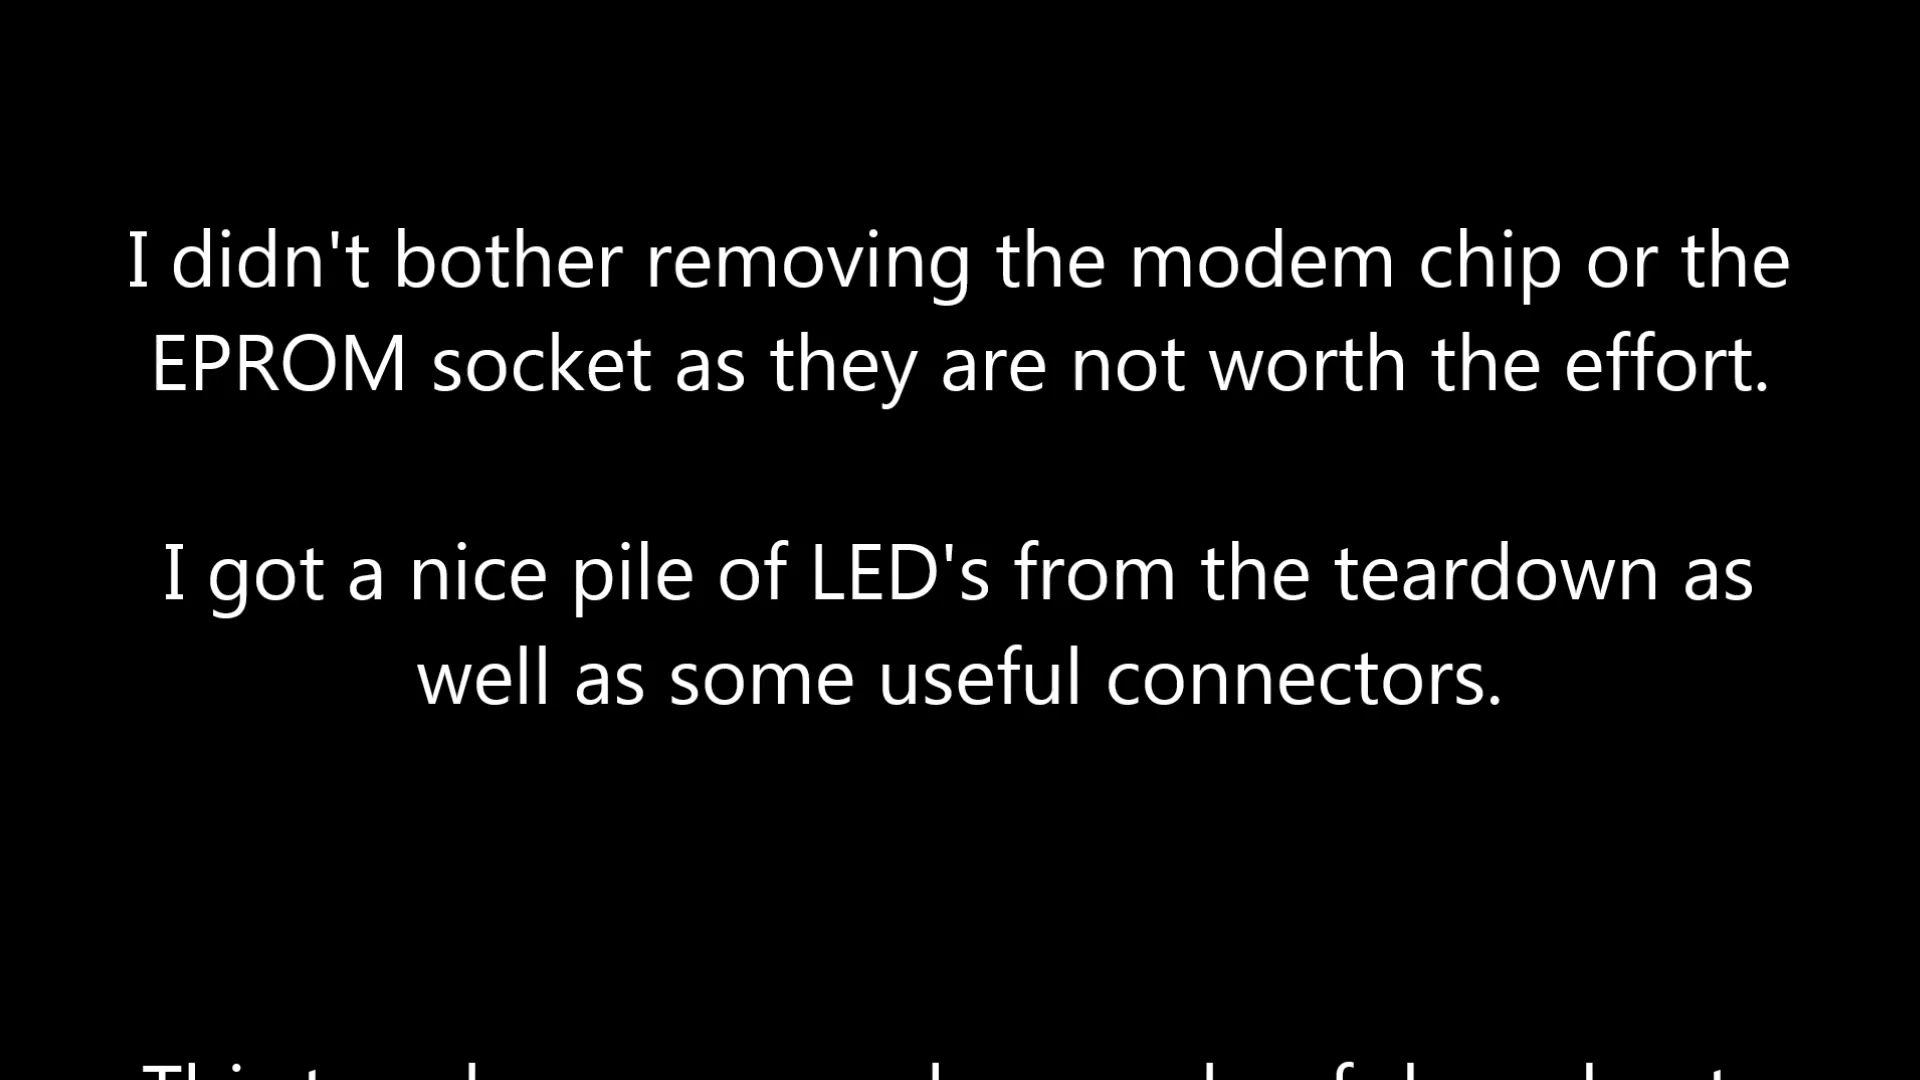 I didn't bother removing the modem chip or the
EPROM socket as they are not worth the effort.
I got a nice pile of LED's from the teardown as
well as some useful connectors.